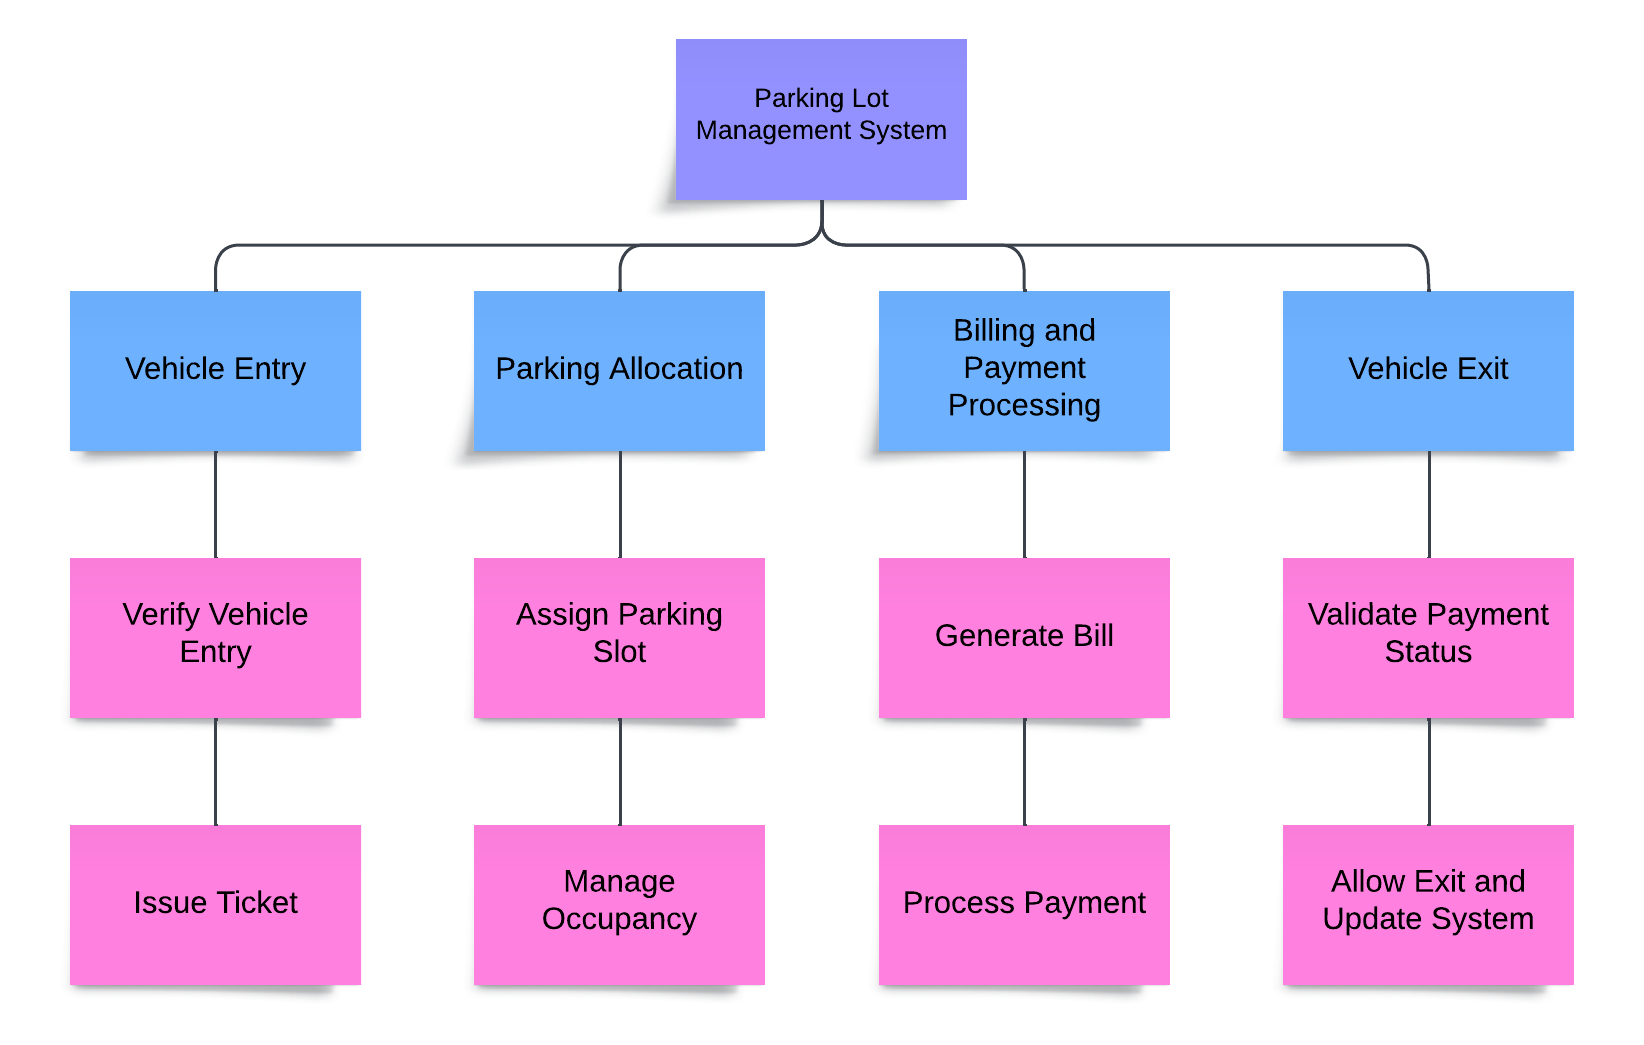 Parking Lot
Management System
Vehicle Entry
Parking Allocation
Billing and
Payment
Processing
Vehicle Exit
Verify Vehicle
Entry
Assign Parking
Slot
Generate Bill
Validate Payment
Status
Issue Ticket
Manage
Occupancy
Process Payment
Allow Exit and
Update System